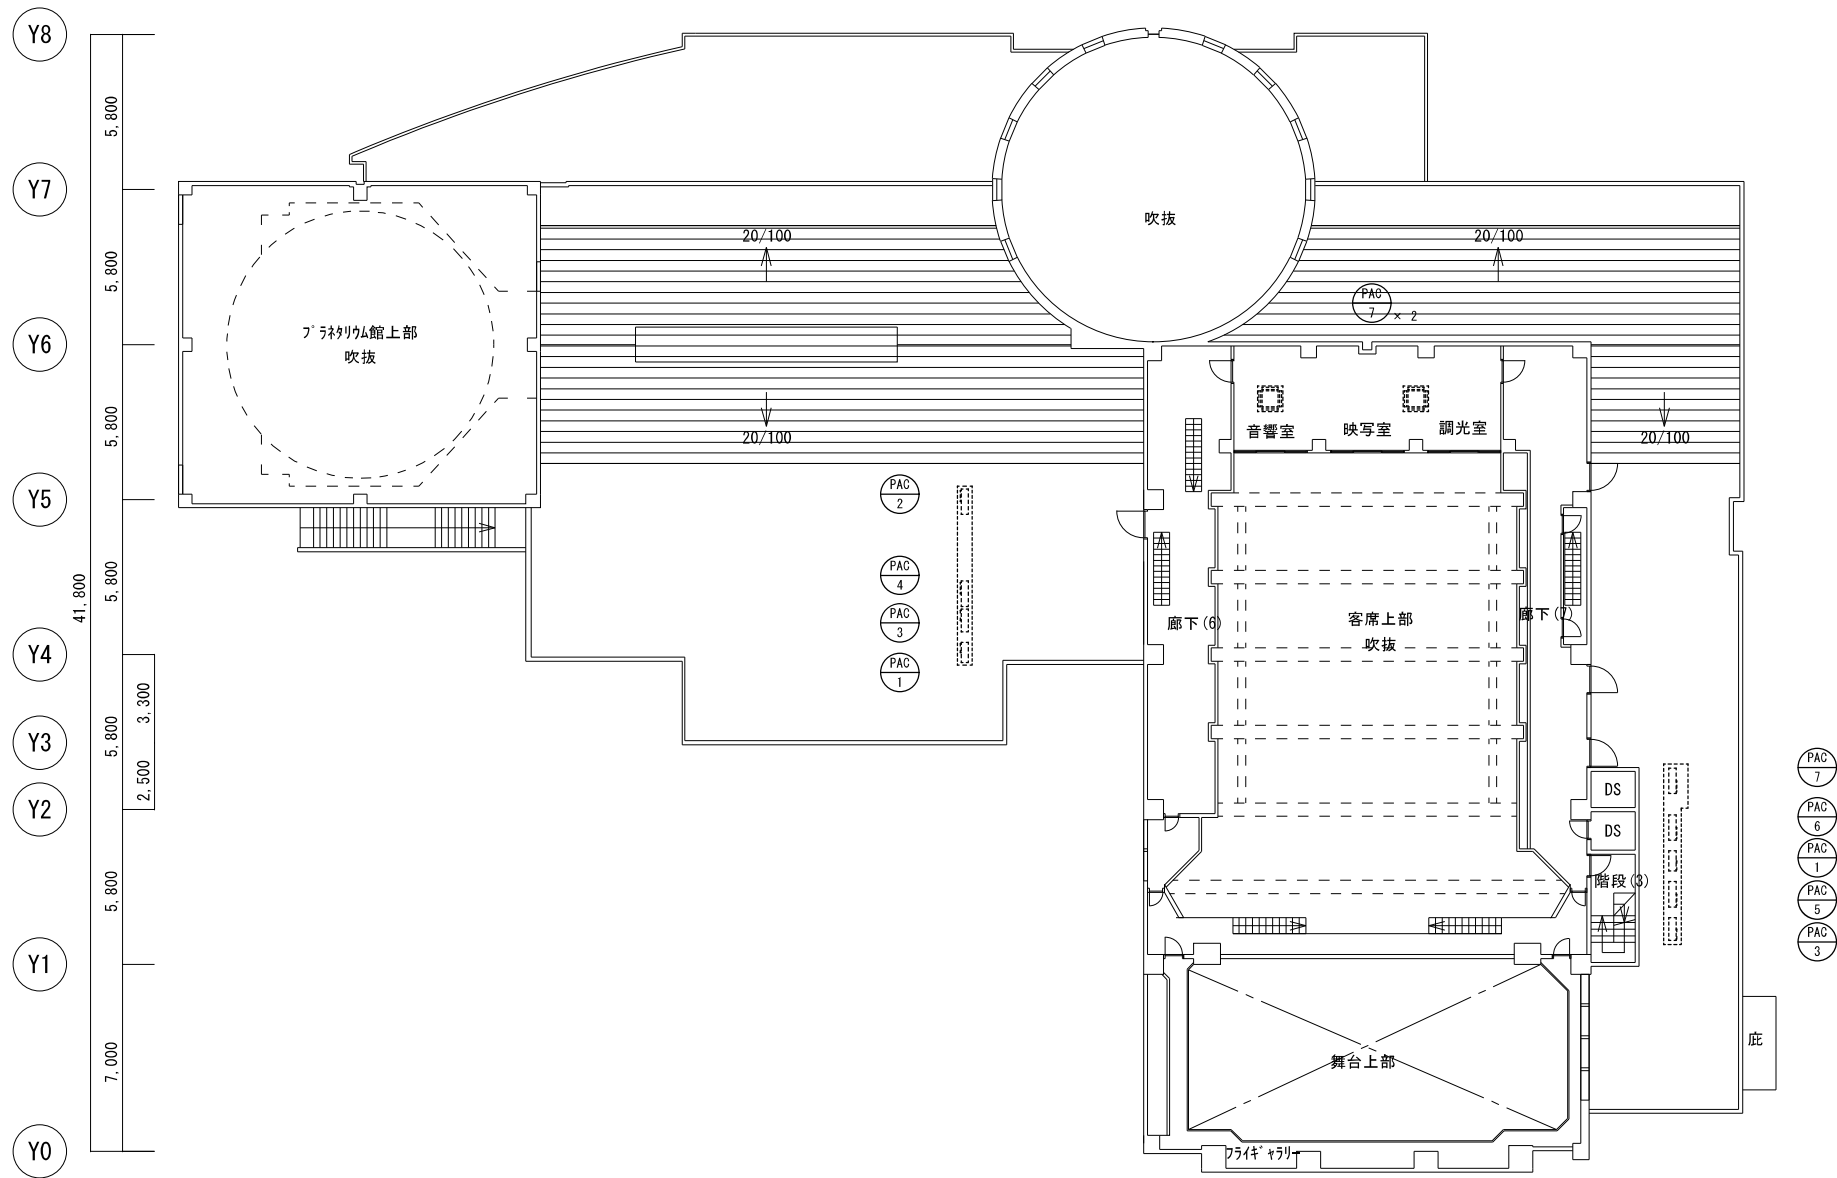 Y8
Y7
Y6
Y5
Y4
Y3
Y2
Y1
Y0
5,800
5,800
5,800
5,800
5,800
5,800
7,000
41,800
3,300
2,500
ﾌﾟﾗﾈﾀﾘｳﾑ館上部
吹抜
20/100
20/100
吹抜
20/100
20/100
PAC
7
× 2
音響室
映写室
調光室
PAC
2
PAC
4
PAC
3
PAC
1
廊下(6)
客席上部
吹抜
廊下(7)
DS
DS
階段(3)
PAC
7
PAC
6
PAC
1
PAC
5
PAC
3
庇
舞台上部
ﾌﾗｲｷﾞｬﾗﾘｰ